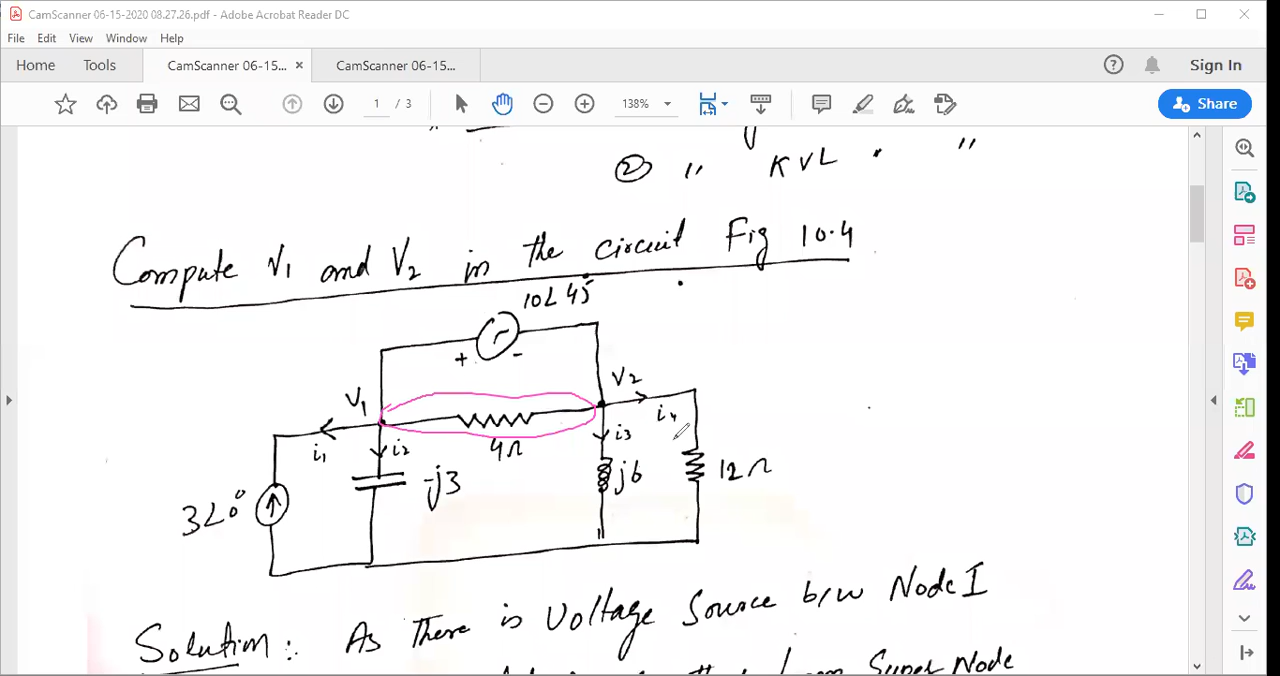 CamScanner 06-15-2020 08.27.26.pdf - Adobe Acrobat Reader DC
File Edit View Window Help
Home Tools CamScanner 06-15... × CamScanner 06-15... Sign In
1 / 3 138% Share
② " KVL . "
Compute V1 and V2 in the circuit Fig 10.4
10∠45
+ -
V1 V2
i1 i2 4Ω i3 i4
3∠0° -j3 j6 12Ω
Solution:. As There is Voltage Source b/w Node I
Super Node